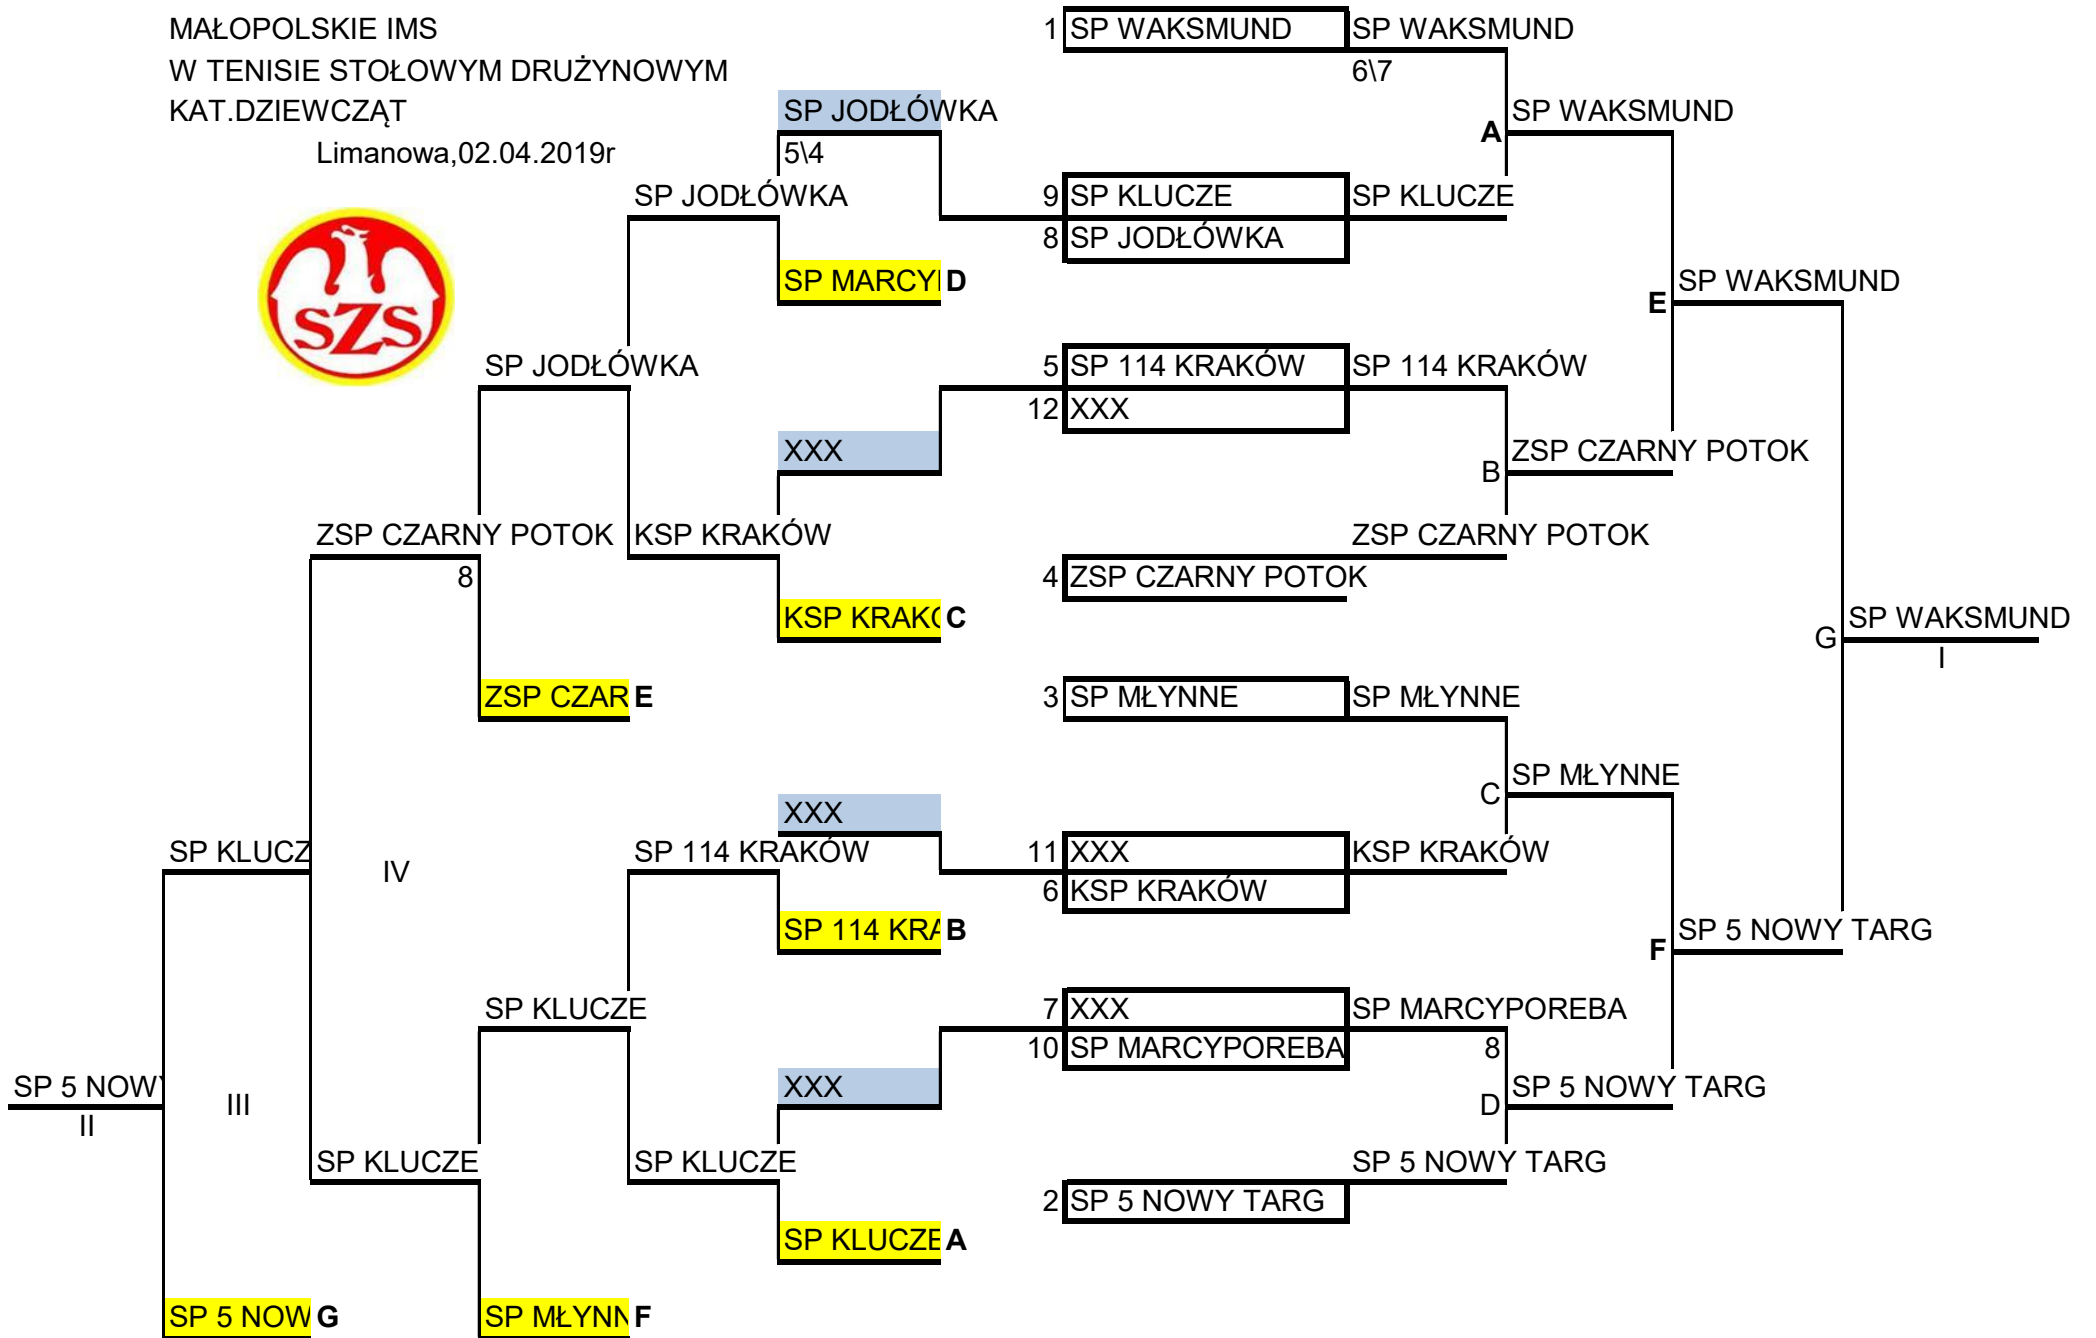 MAŁOPOLSKIE IMS
W TENISIE STOŁOWYM DRUŻYNOWYM
KAT.DZIEWCZĄT
Limanowa,02.04.2019r
SZS
1 SP WAKSMUND SP WAKSMUND
6\7
SP JODŁÓWKA
A SP WAKSMUND
5\4
SP JODŁÓWKA
9 SP KLUCZE SP KLUCZE
8 SP JODŁÓWKA
SP MARCYI D
E SP WAKSMUND
SP JODŁÓWKA
5 SP 114 KRAKÓW SP 114 KRAKÓW
12 XXX
XXX
B ZSP CZARNY POTOK
ZSP CZARNY POTOK KSP KRAKÓW
ZSP CZARNY POTOK
8
4 ZSP CZARNY POTOK
KSP KRAKÓ C
G SP WAKSMUND
I
ZSP CZAR E
3 SP MŁYNNE SP MŁYNNE
C SP MŁYNNE
XXX
SP KLUCZ
IV
SP 114 KRAKÓW
11 XXX KSP KRAKÓW
6 KSP KRAKÓW
SP 114 KRA B
F SP 5 NOWY TARG
SP KLUCZE
7 XXX SP MARCYPOREBA
10 SP MARCYPOREBA 8
SP 5 NOWY
II
III
XXX
D SP 5 NOWY TARG
SP KLUCZE SP KLUCZE
SP 5 NOWY TARG
2 SP 5 NOWY TARG
SP KLUCZE A
SP 5 NOW G
SP MŁYNN F